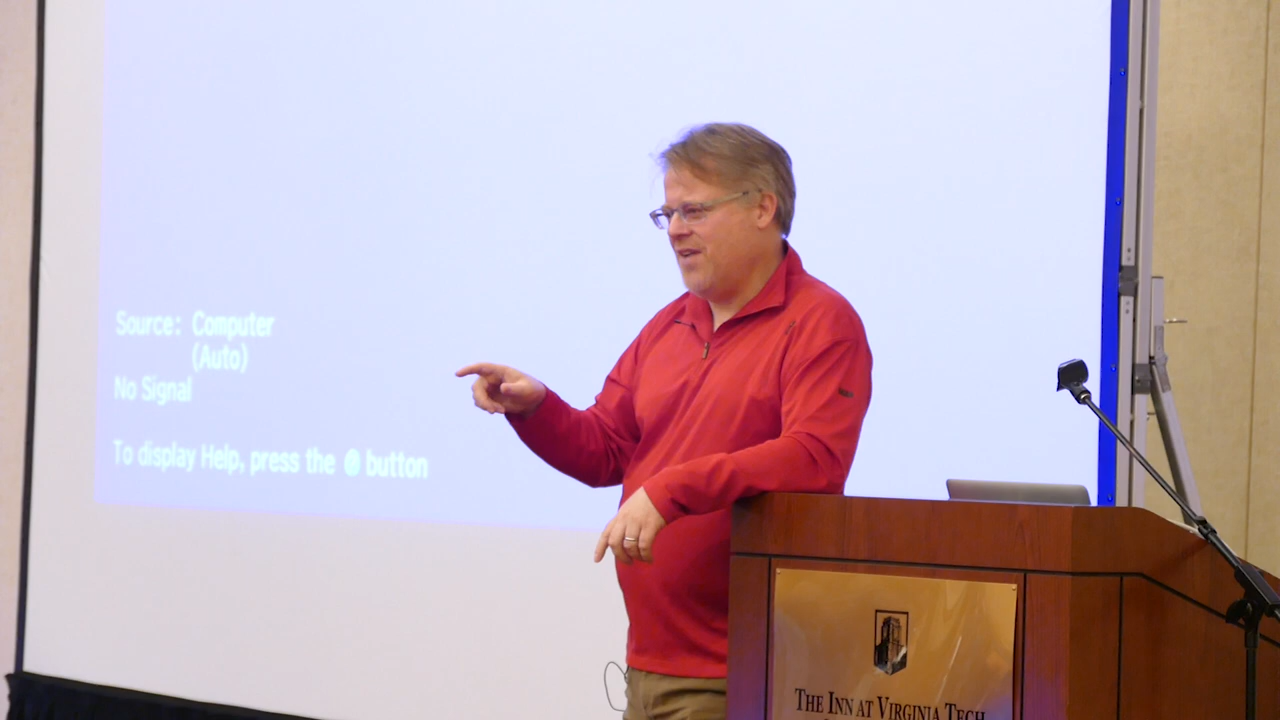 Source: Computer
(Auto)
No Signal
To display Help, press the button
THE INN AT VIRGINIA TECH